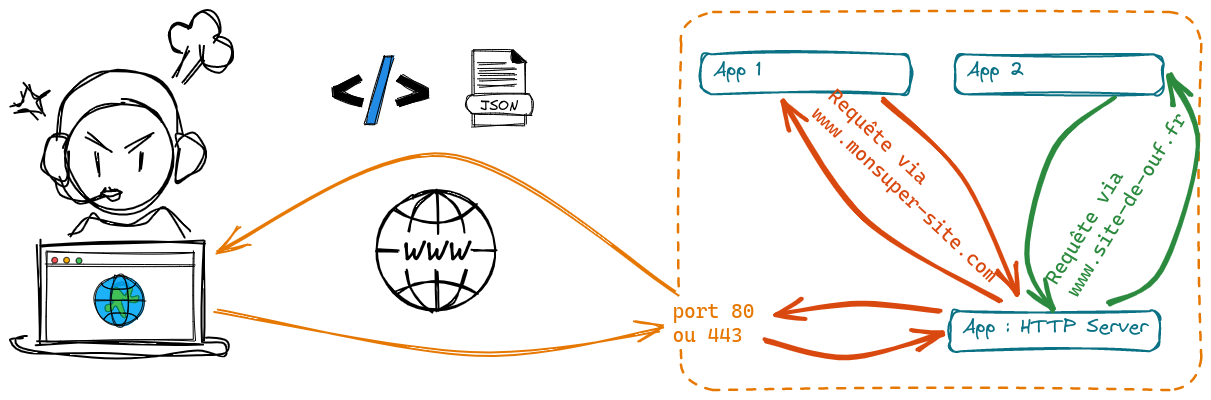 </>
JSON
www
App 1
App 2
Requête via
www.monsuper-site.com
Requête via
www.site-de-ouf.fr
port 80
ou 443
App : HTTP Server